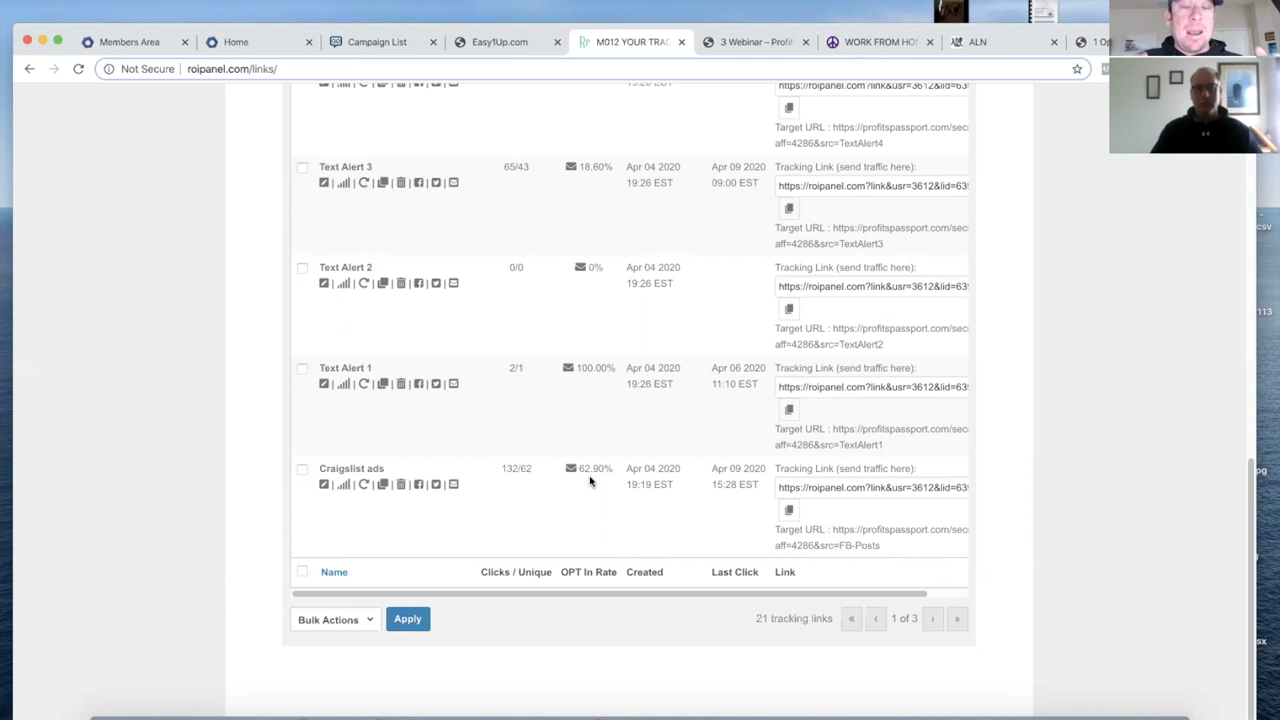 Members Area
Home
Campaign List
Easy1Up.com
M012 YOUR TRAC
3 Webinar – Profit
WORK FROM HOM
ALN
1 Op
Not Secure
roipanel.com/links/
https://roipanel.com?link&usr=3612&lid=639
Target URL : https://profitspassport.com/sec
aff=4286&src=TextAlert4
Text Alert 3
65/43
18.60%
Apr 04 2020
19:26 EST
Apr 09 2020
09:00 EST
Tracking Link (send traffic here):
https://roipanel.com?link&usr=3612&lid=639
Target URL : https://profitspassport.com/sec
aff=4286&src=TextAlert3
Text Alert 2
0/0
0%
Apr 04 2020
19:26 EST
Tracking Link (send traffic here):
https://roipanel.com?link&usr=3612&lid=639
Target URL : https://profitspassport.com/sec
aff=4286&src=TextAlert2
Text Alert 1
2/1
100.00%
Apr 04 2020
19:26 EST
Apr 06 2020
11:10 EST
Tracking Link (send traffic here):
https://roipanel.com?link&usr=3612&lid=639
Target URL : https://profitspassport.com/sec
aff=4286&src=TextAlert1
Craigslist ads
132/62
62.90%
Apr 04 2020
19:19 EST
Apr 09 2020
15:28 EST
Tracking Link (send traffic here):
https://roipanel.com?link&usr=3612&lid=639
Target URL : https://profitspassport.com/sec
aff=4286&src=FB-Posts
Name
Clicks / Unique
OPT In Rate
Created
Last Click
Link
Bulk Actions
Apply
21 tracking links
«
‹
1 of 3
›
»
csv
113